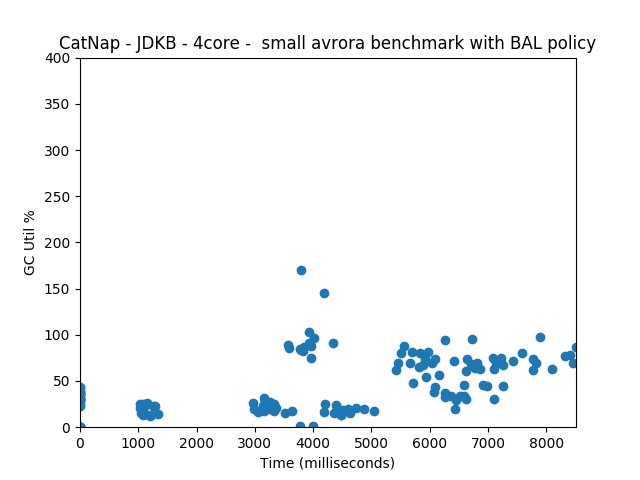 CatNap - JDKB - 4core -  small avrora benchmark with BAL policy
400
350
300
250
200
150
100
50
0
GC Util %
0 1000 2000 3000 4000 5000 6000 7000 8000
Time (milliseconds)